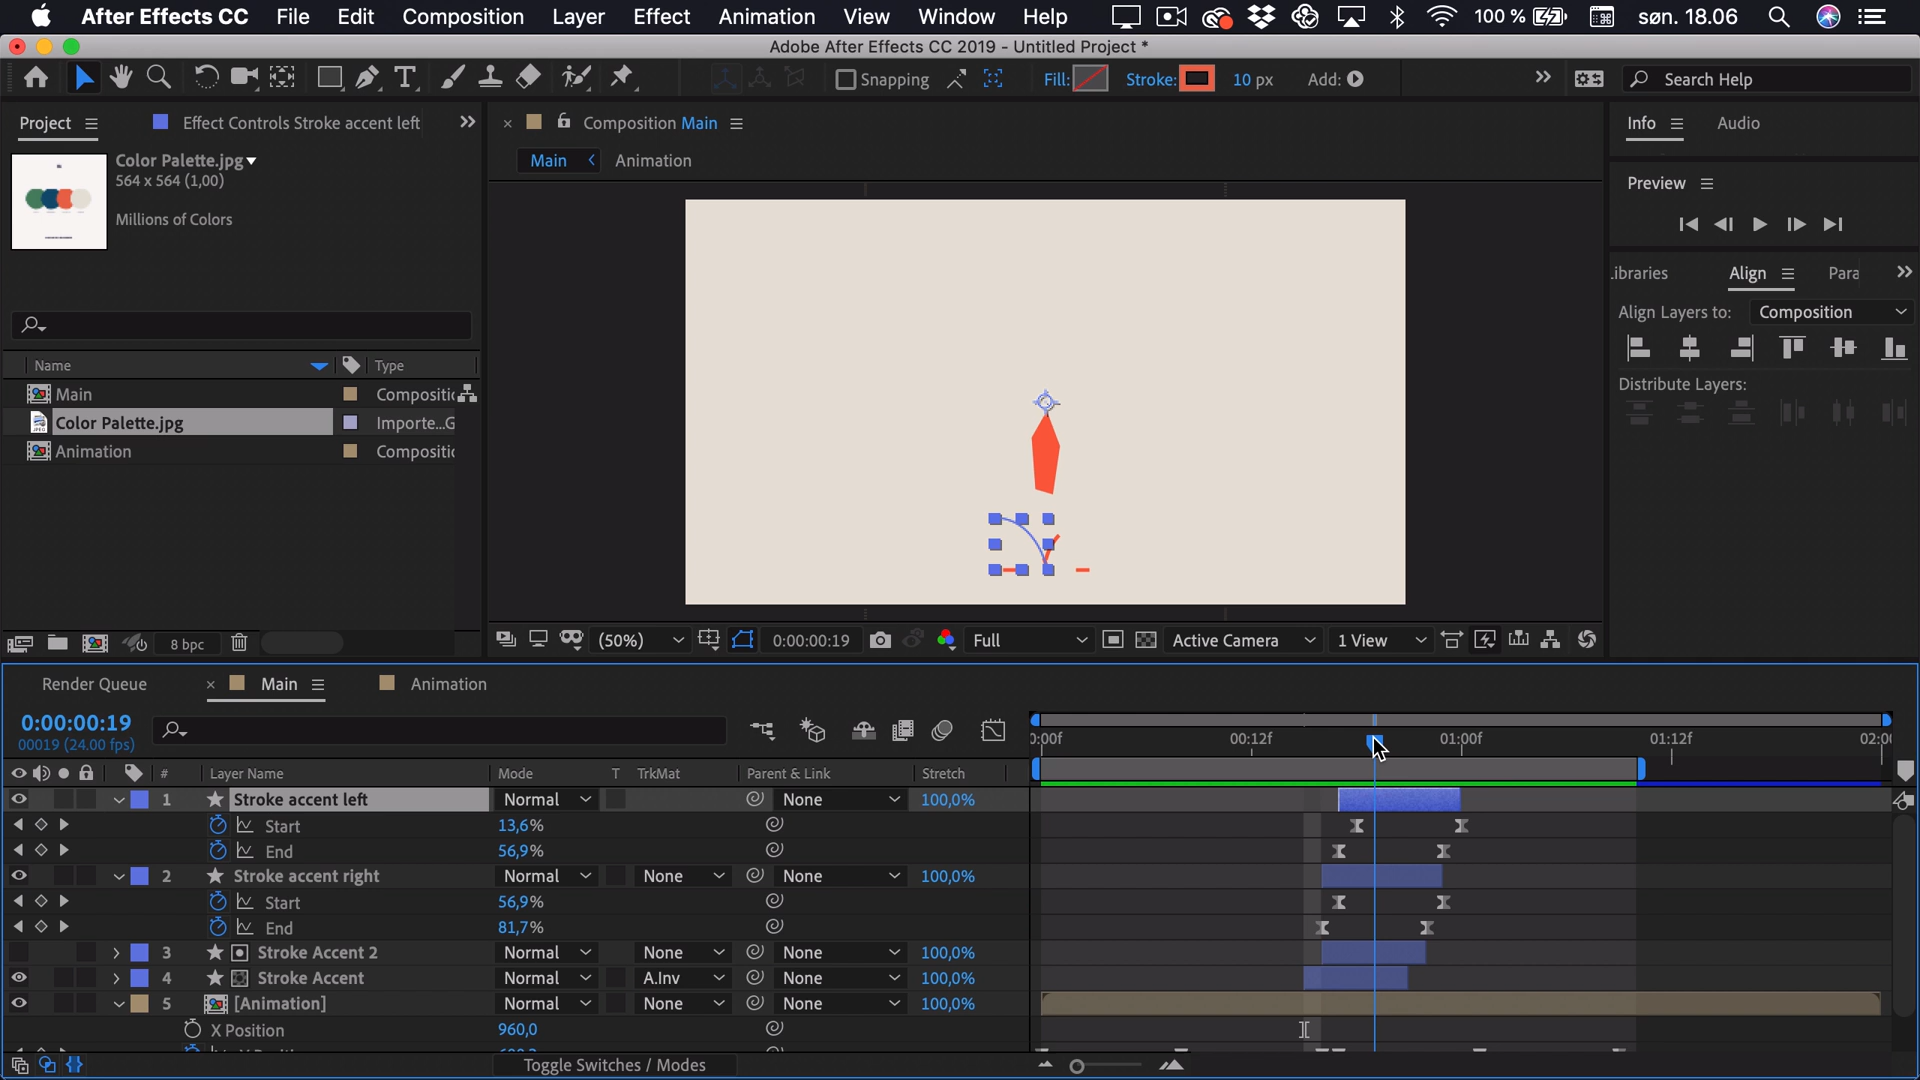 After Effects CC File Edit Composition Layer Effect Animation View Window Help 100 % søn. 18.06
Adobe After Effects CC 2019 - Untitled Project *
Snapping Fill: Stroke: 10 px Add: Search Help
Project Effect Controls Stroke accent left
Composition Main
Info Audio
Color Palette.jpg
564 x 564 (1,00)
Millions of Colors
Main Animation
Preview
ibraries Align Para
Align Layers to: Composition
Distribute Layers:
Name Type
Main Compositic
Color Palette.jpg Importe...G
Animation Compositic
8 bpc
(50%) 0:00:00:19 Full Active Camera 1 View
Render Queue Main Animation
0:00:00:19
00019 (24.00 fps)
0:00f 00:12f 01:00f 01:12f 02:00
# Layer Name Mode T TrkMat Parent & Link Stretch
1 Stroke accent left Normal None 100,0%
Start 13,6%
End 56,9%
2 Stroke accent right Normal None None 100,0%
Start 56,9%
End 81,7%
3 Stroke Accent 2 Normal None None 100,0%
4 Stroke Accent Normal A.Inv None 100,0%
5 [Animation] Normal None None 100,0%
X Position 960,0
Toggle Switches / Modes